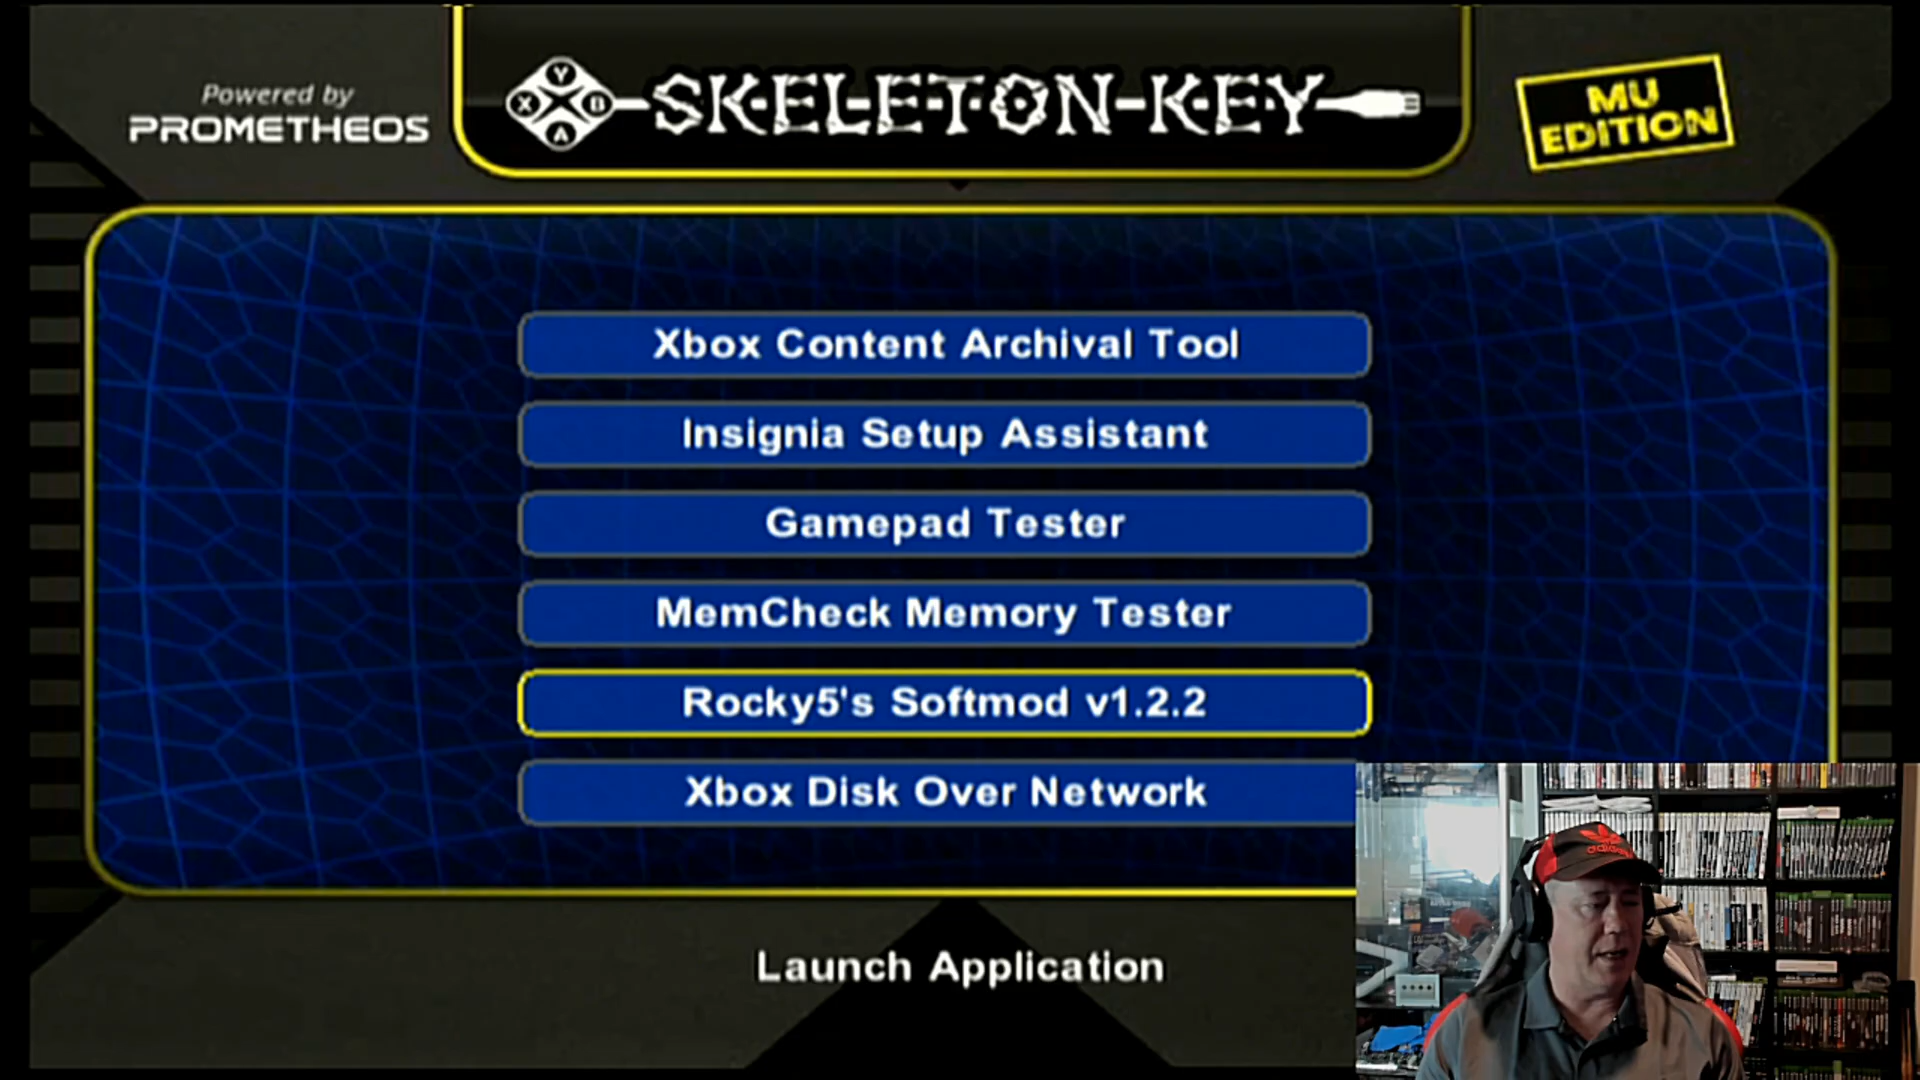 Powered by
PROMETHEOS
Y
X B
A
SKELETON-KEY
MU
EDITION
Xbox Content Archival Tool
Insignia Setup Assistant
Gamepad Tester
MemCheck Memory Tester
Rocky5's Softmod v1.2.2
Xbox Disk Over Network
Launch Application
adidas